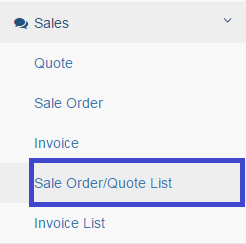 Sales
Quote
Sale Order
Invoice
Sale Order/Quote List
Invoice List